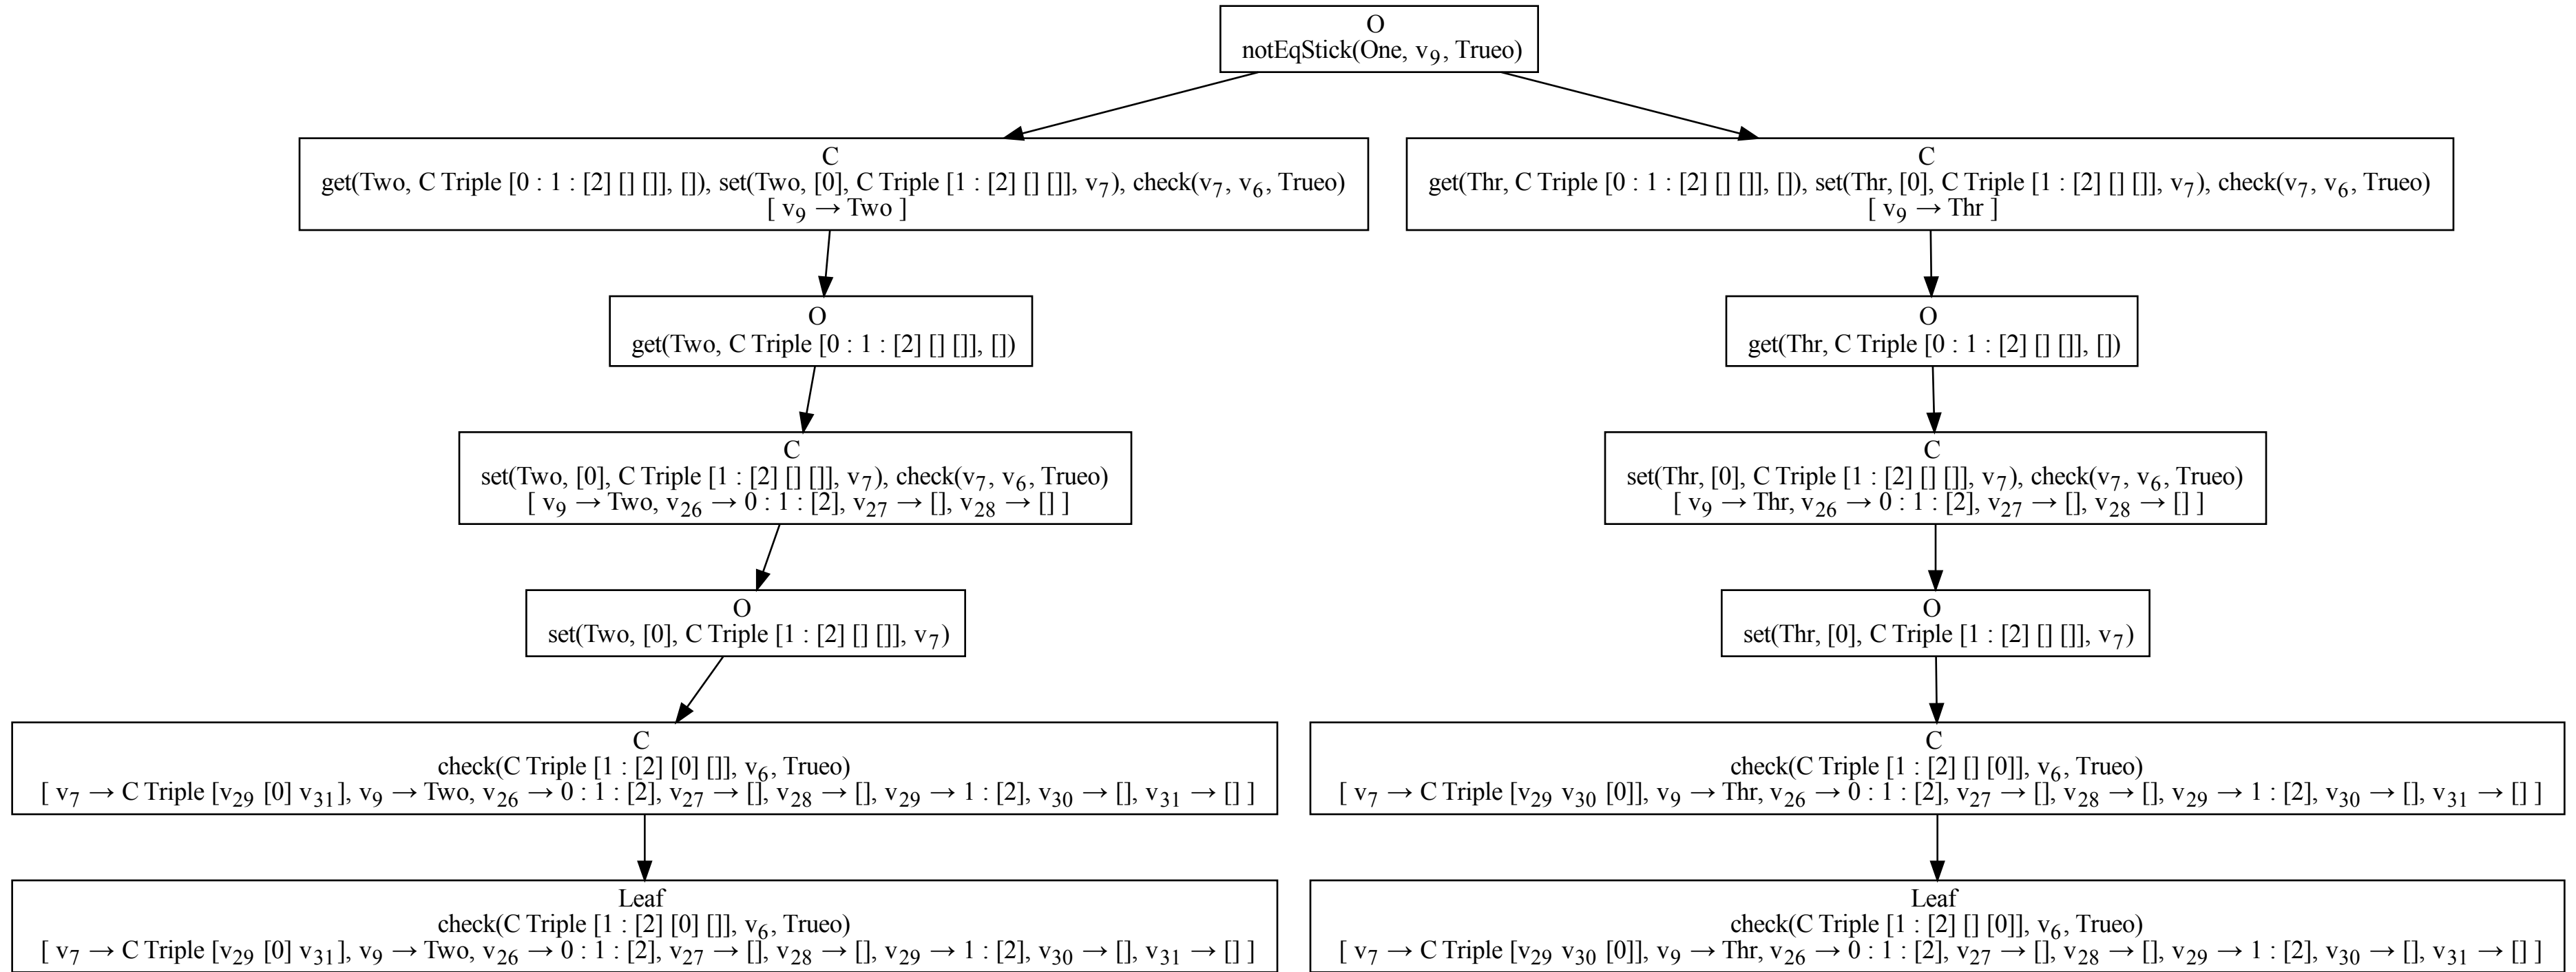 O
notEqStick(One, v₉, Trueo)
C
get(Two, C Triple [0 : 1 : [2] [] []], []), set(Two, [0], C Triple [1 : [2] [] []], v₇), check(v₇, v₆, Trueo)
[ v₉ → Two ]
C
get(Thr, C Triple [0 : 1 : [2] [] []], []), set(Thr, [0], C Triple [1 : [2] [] []], v₇), check(v₇, v₆, Trueo)
[ v₉ → Thr ]
O
get(Two, C Triple [0 : 1 : [2] [] []], [])
O
get(Thr, C Triple [0 : 1 : [2] [] []], [])
C
set(Two, [0], C Triple [1 : [2] [] []], v₇), check(v₇, v₆, Trueo)
[ v₉ → Two, v₂₆ → 0 : 1 : [2], v₂₇ → [], v₂₈ → [] ]
C
set(Thr, [0], C Triple [1 : [2] [] []], v₇), check(v₇, v₆, Trueo)
[ v₉ → Thr, v₂₆ → 0 : 1 : [2], v₂₇ → [], v₂₈ → [] ]
O
set(Two, [0], C Triple [1 : [2] [] []], v₇)
O
set(Thr, [0], C Triple [1 : [2] [] []], v₇)
C
check(C Triple [1 : [2] [0] []], v₆, Trueo)
[ v₇ → C Triple [v₂₉ [0] v₃₁], v₉ → Two, v₂₆ → 0 : 1 : [2], v₂₇ → [], v₂₈ → [], v₂₉ → 1 : [2], v₃₀ → [], v₃₁ → [] ]
C
check(C Triple [1 : [2] [] [0]], v₆, Trueo)
[ v₇ → C Triple [v₂₉ v₃₀ [0]], v₉ → Thr, v₂₆ → 0 : 1 : [2], v₂₇ → [], v₂₈ → [], v₂₉ → 1 : [2], v₃₀ → [], v₃₁ → [] ]
Leaf
check(C Triple [1 : [2] [0] []], v₆, Trueo)
[ v₇ → C Triple [v₂₉ [0] v₃₁], v₉ → Two, v₂₆ → 0 : 1 : [2], v₂₇ → [], v₂₈ → [], v₂₉ → 1 : [2], v₃₀ → [], v₃₁ → [] ]
Leaf
check(C Triple [1 : [2] [] [0]], v₆, Trueo)
[ v₇ → C Triple [v₂₉ v₃₀ [0]], v₉ → Thr, v₂₆ → 0 : 1 : [2], v₂₇ → [], v₂₈ → [], v₂₉ → 1 : [2], v₃₀ → [], v₃₁ → [] ]